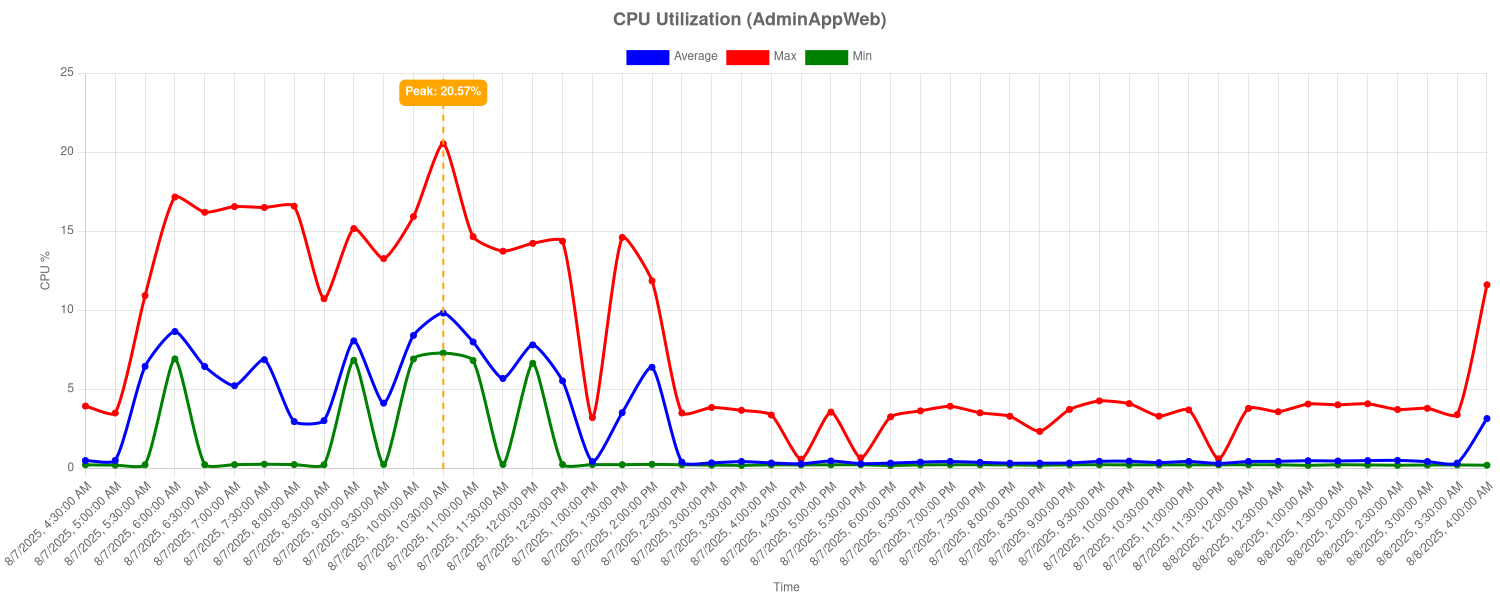 CPU Utilization (AdminAppWeb)
Average Max Min
Peak: 20.57%
25
20
15
10
5
0
CPU %
8/7/2025, 4:30:00 AM
8/7/2025, 5:00:00 AM
8/7/2025, 5:30:00 AM
8/7/2025, 6:00:00 AM
8/7/2025, 6:30:00 AM
8/7/2025, 7:00:00 AM
8/7/2025, 7:30:00 AM
8/7/2025, 8:00:00 AM
8/7/2025, 8:30:00 AM
8/7/2025, 9:00:00 AM
8/7/2025, 9:30:00 AM
8/7/2025, 10:00:00 AM
8/7/2025, 10:30:00 AM
8/7/2025, 11:00:00 AM
8/7/2025, 11:30:00 AM
8/7/2025, 12:00:00 PM
8/7/2025, 12:30:00 PM
8/7/2025, 1:00:00 PM
8/7/2025, 1:30:00 PM
8/7/2025, 2:00:00 PM
8/7/2025, 2:30:00 PM
8/7/2025, 3:00:00 PM
8/7/2025, 3:30:00 PM
8/7/2025, 4:00:00 PM
8/7/2025, 4:30:00 PM
8/7/2025, 5:00:00 PM
8/7/2025, 5:30:00 PM
8/7/2025, 6:00:00 PM
8/7/2025, 6:30:00 PM
8/7/2025, 7:00:00 PM
8/7/2025, 7:30:00 PM
8/7/2025, 8:00:00 PM
8/7/2025, 8:30:00 PM
8/7/2025, 9:00:00 PM
8/7/2025, 9:30:00 PM
8/7/2025, 10:00:00 PM
8/7/2025, 10:30:00 PM
8/7/2025, 11:00:00 PM
8/7/2025, 11:30:00 PM
8/8/2025, 12:00:00 AM
8/8/2025, 12:30:00 AM
8/8/2025, 1:00:00 AM
8/8/2025, 1:30:00 AM
8/8/2025, 2:00:00 AM
8/8/2025, 2:30:00 AM
8/8/2025, 3:00:00 AM
8/8/2025, 3:30:00 AM
8/8/2025, 4:00:00 AM
Time